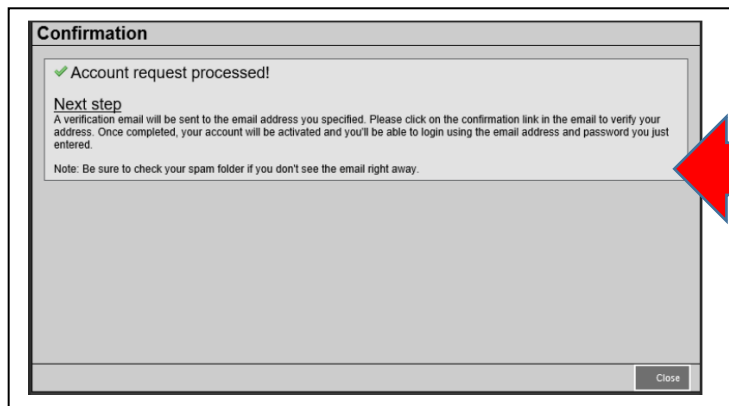 Confirmation
Account request processed!
Next step
A verification email will be sent to the email address you specified. Please click on the confirmation link in the email to verify your
address. Once completed, your account will be activated and you'll be able to login using the email address and password you just
entered.
Note: Be sure to check your spam folder if you don't see the email right away.
Close